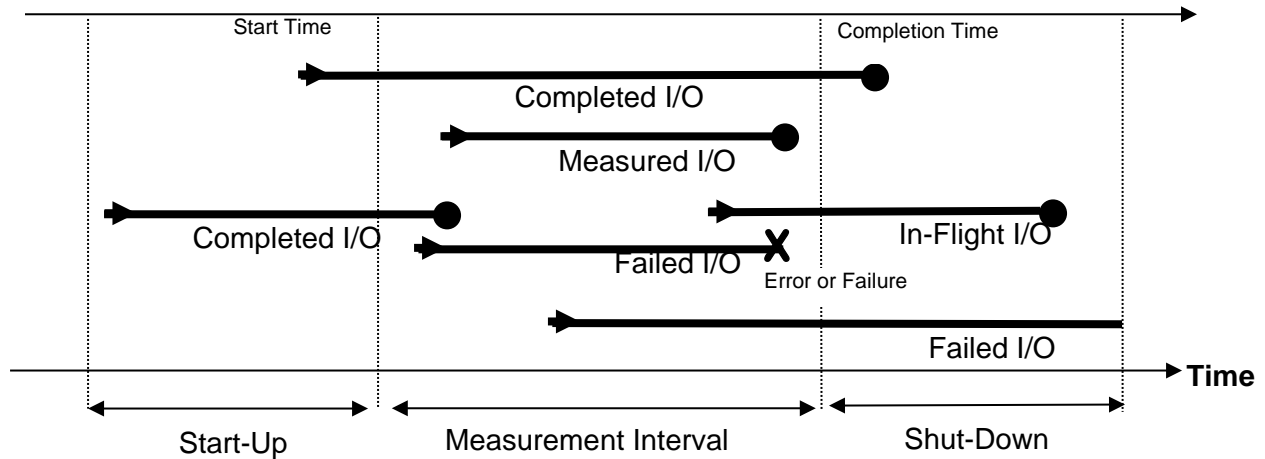 Start Time
Completion Time
Completed I/O
Measured I/O
Completed I/O
In-Flight I/O
Failed I/O
Error or Failure
Failed I/O
Time
Start-Up
Measurement Interval
Shut-Down